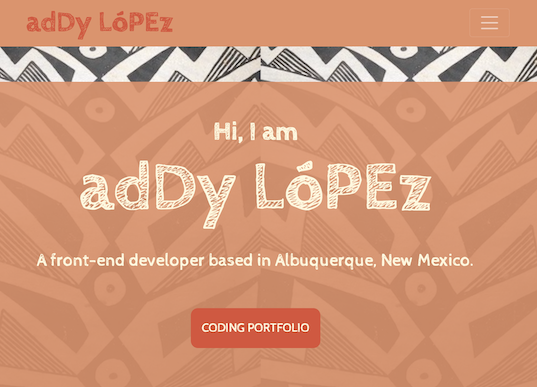 adDy LóPEz
Hi, I am
adDy LóPEz
A front-end developer based in Albuquerque, New Mexico.
CODING PORTFOLIO